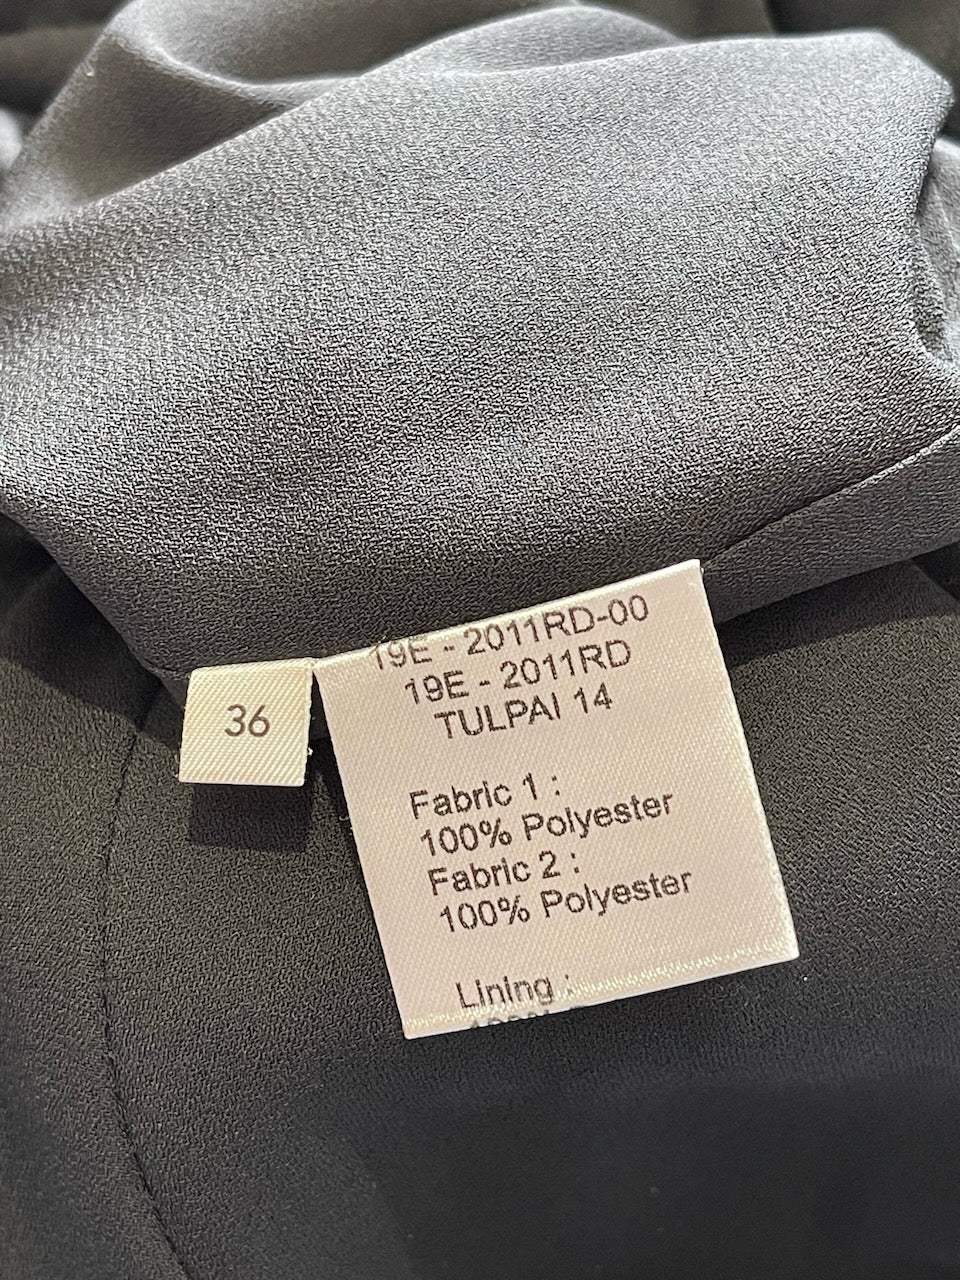 36
19E - 2011RD-00
19E - 2011RD
TULPAI 14
Fabric 1 :
100% Polyester
Fabric 2 :
100% Polyester
Lining :